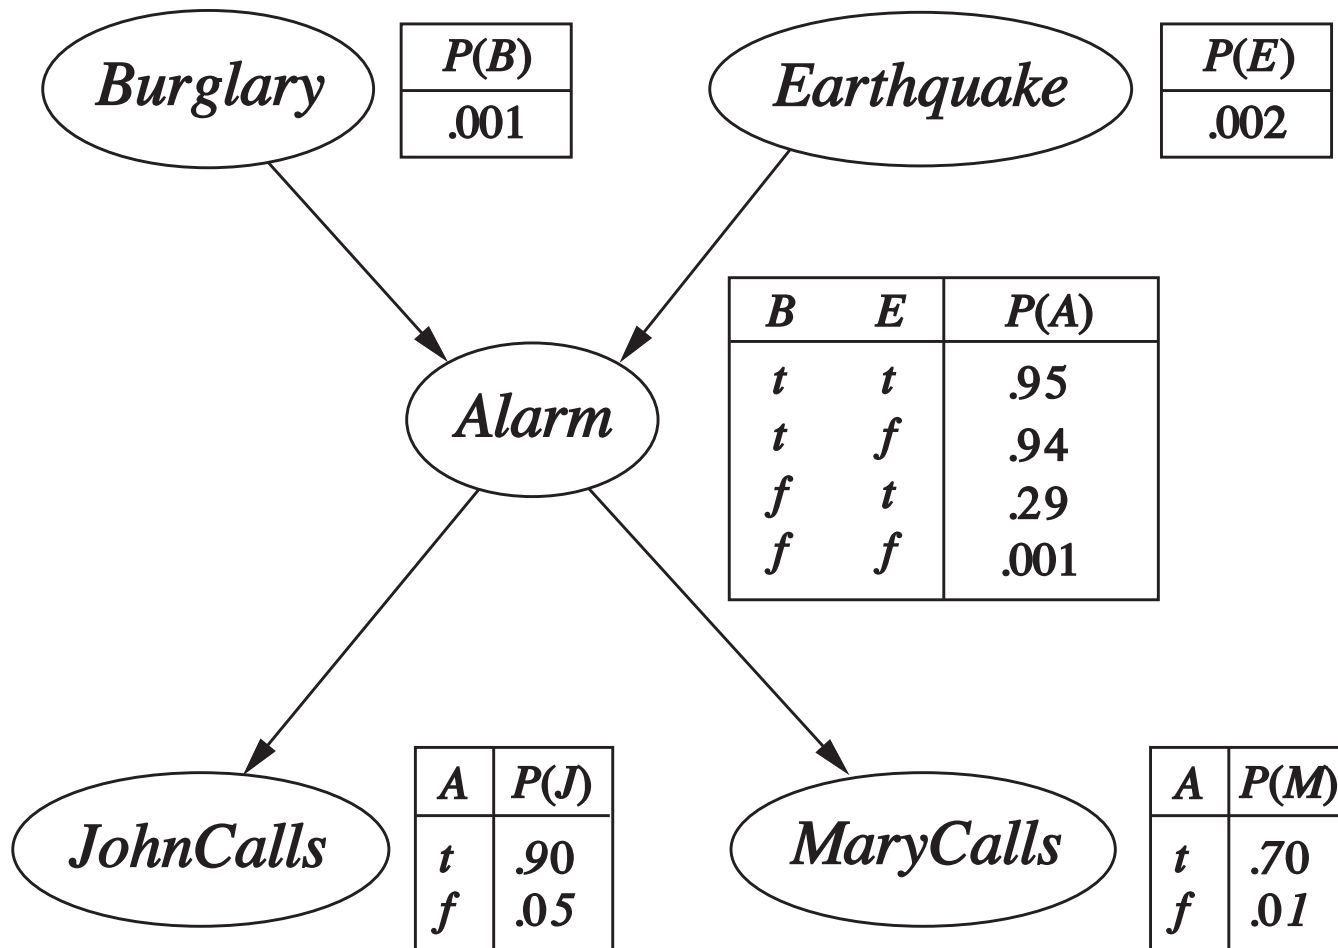 Burglary
P(B)
.001
Earthquake
P(E)
.002
Alarm
B E P(A)
t t .95
t f .94
f t .29
f f .001
JohnCalls
A P(J)
t .90
f .05
MaryCalls
A P(M)
t .70
f .01